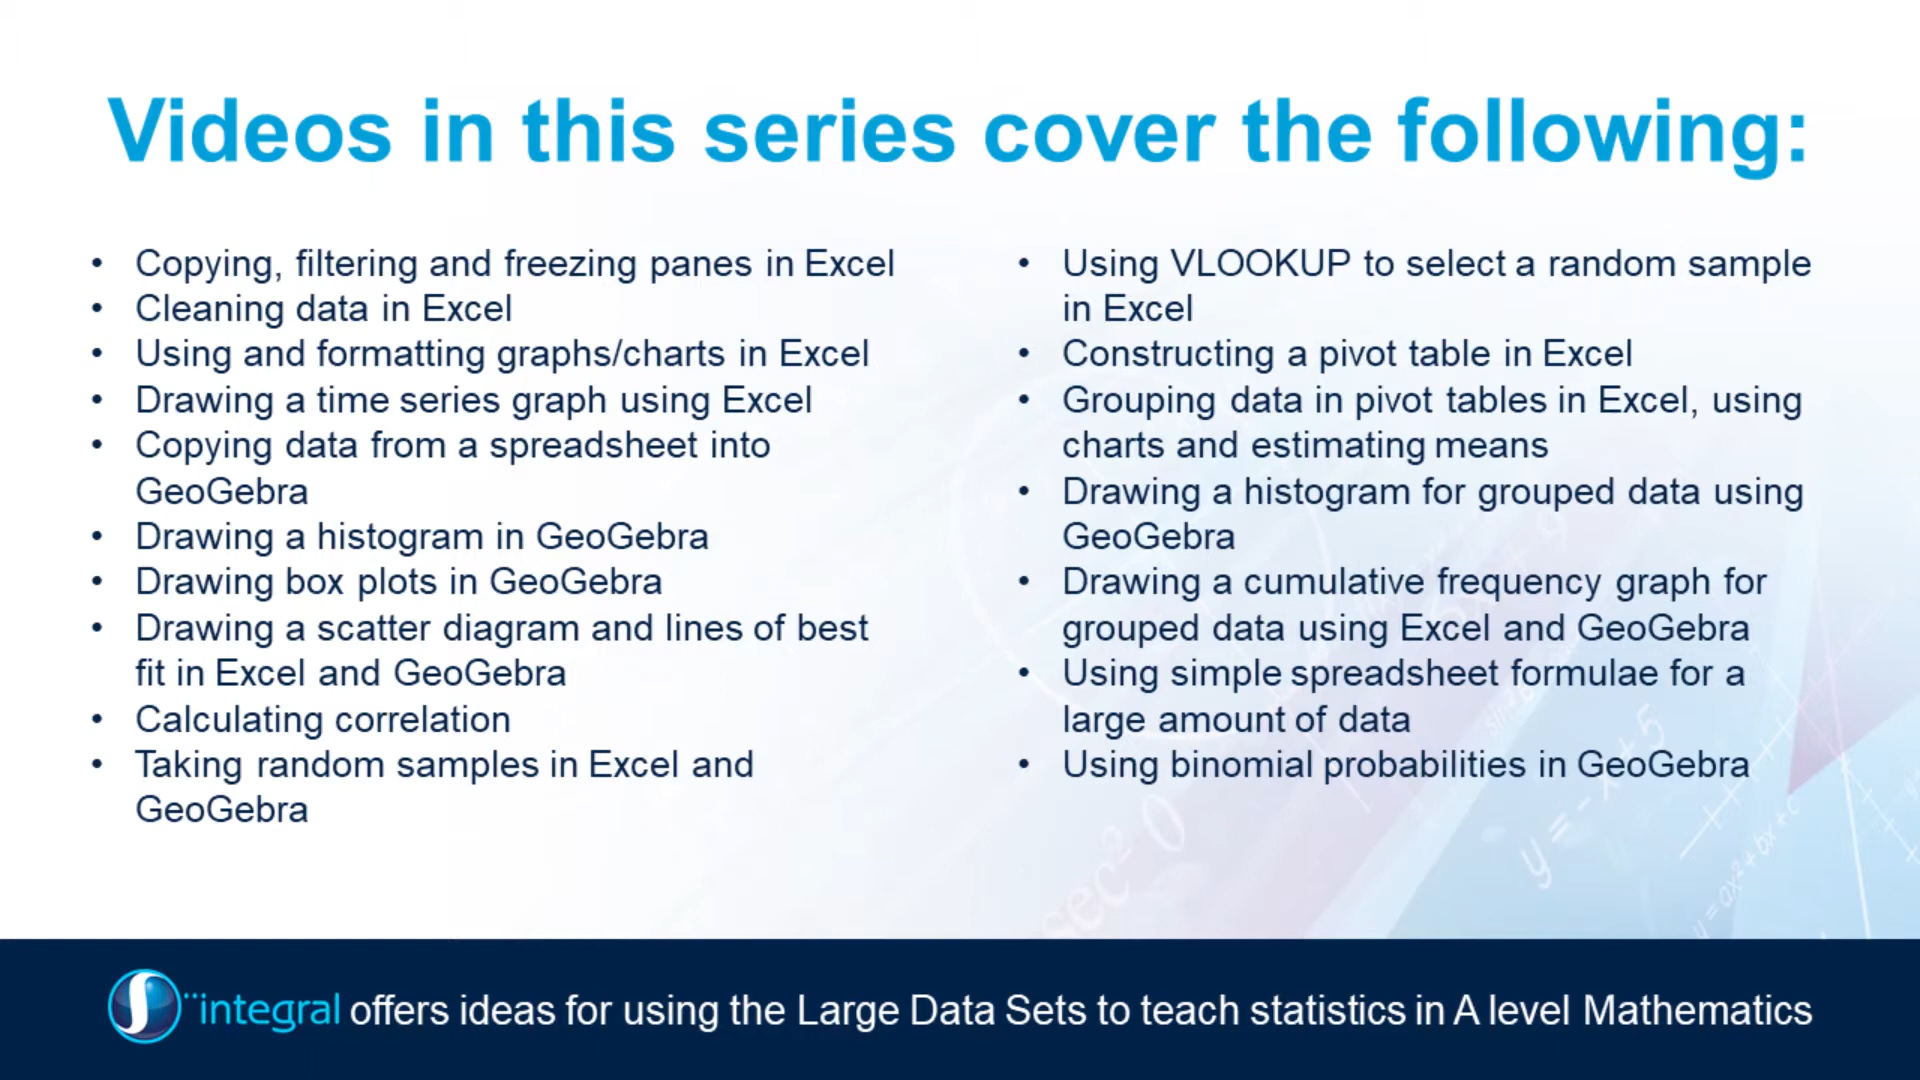 Videos in this series cover the following:
• Copying, filtering and freezing panes in Excel
• Cleaning data in Excel
• Using and formatting graphs/charts in Excel
• Drawing a time series graph using Excel
• Copying data from a spreadsheet into
GeoGebra
• Drawing a histogram in GeoGebra
• Drawing box plots in GeoGebra
• Drawing a scatter diagram and lines of best
fit in Excel and GeoGebra
• Calculating correlation
• Taking random samples in Excel and
GeoGebra
• Using VLOOKUP to select a random sample
in Excel
• Constructing a pivot table in Excel
• Grouping data in pivot tables in Excel, using
charts and estimating means
• Drawing a histogram for grouped data using
GeoGebra
• Drawing a cumulative frequency graph for
grouped data using Excel and GeoGebra
• Using simple spreadsheet formulae for a
large amount of data
• Using binomial probabilities in GeoGebra
sec² 0
y = -x + 5
y = ax² + bx + c
integral offers ideas for using the Large Data Sets to teach statistics in A level Mathematics